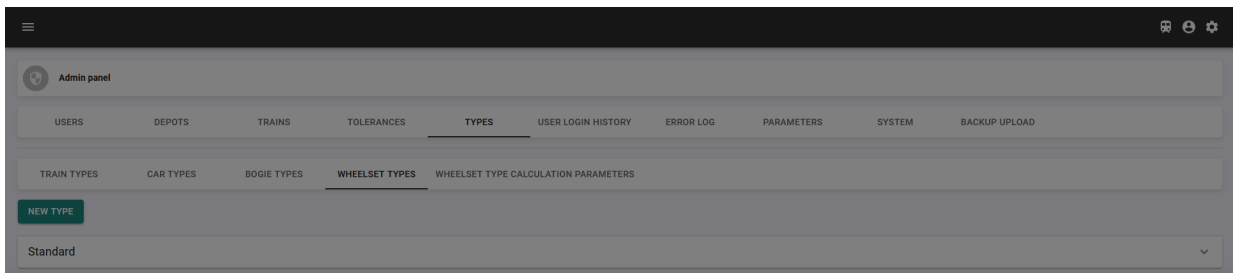 Admin panel
USERS DEPOTS TRAINS TOLERANCES TYPES USER LOGIN HISTORY ERROR LOG PARAMETERS SYSTEM BACKUP UPLOAD
TRAIN TYPES CAR TYPES BOGIE TYPES WHEELSET TYPES WHEELSET TYPE CALCULATION PARAMETERS
NEW TYPE
Standard